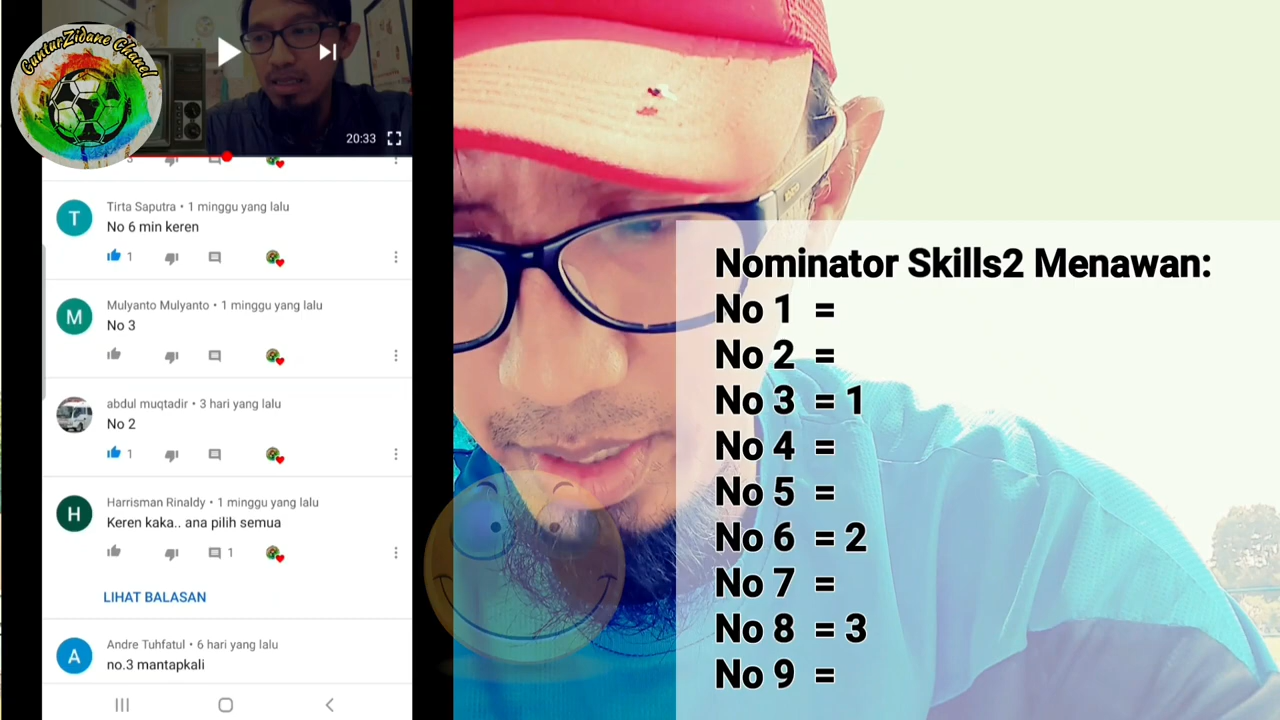 GunturZidane Chanel
20:33
3
T
Tirta Saputra • 1 minggu yang lalu
No 6 min keren
1
M
Mulyanto Mulyanto • 1 minggu yang lalu
No 3
abdul muqtadir • 3 hari yang lalu
No 2
1
H
Harrisman Rinaldy • 1 minggu yang lalu
Keren kaka.. ana pilih semua
1
LIHAT BALASAN
A
Andre Tuhfatul • 6 hari yang lalu
no.3 mantapkali
Nominator Skills2 Menawan:
No 1 =
No 2 =
No 3 = 1
No 4 =
No 5 =
No 6 = 2
No 7 =
No 8 = 3
No 9 =